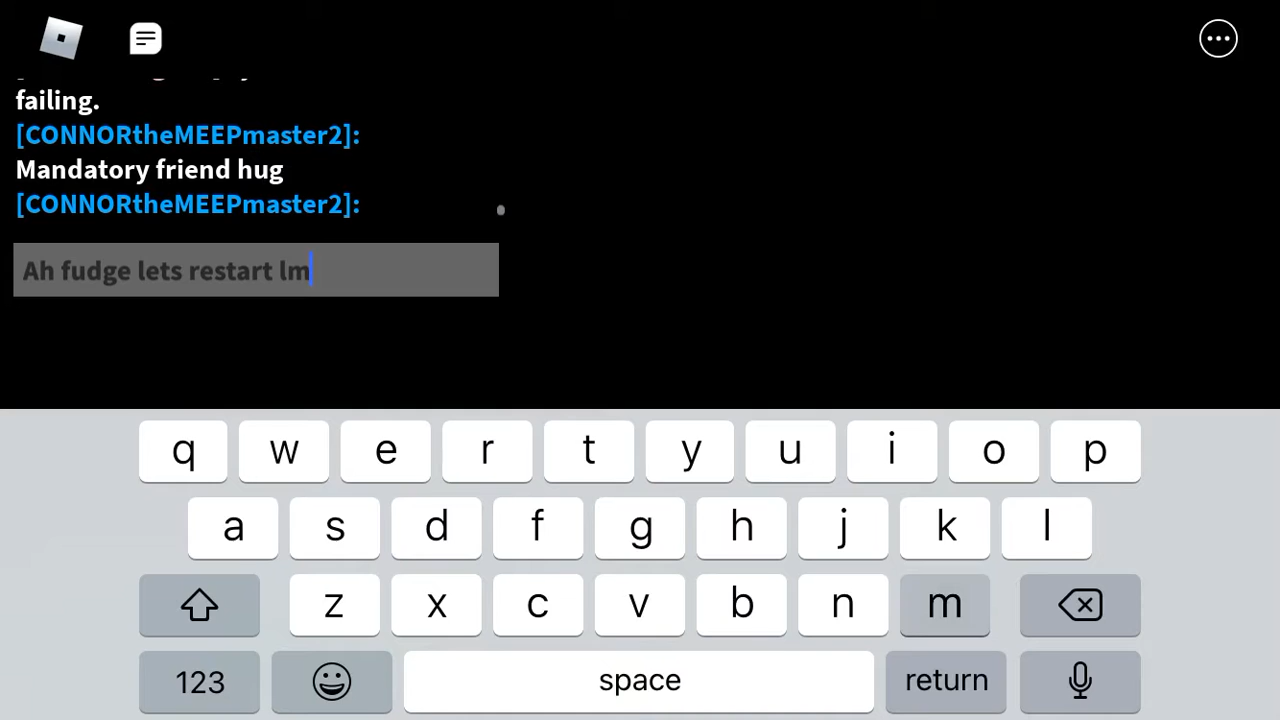 failing.
[CONNORtheMEEPmaster2]:
Mandatory friend hug
[CONNORtheMEEPmaster2]:
Ah fudge lets restart lm
q w e r t y u i o p
a s d f g h j k l
z x c v b n m
123 space return